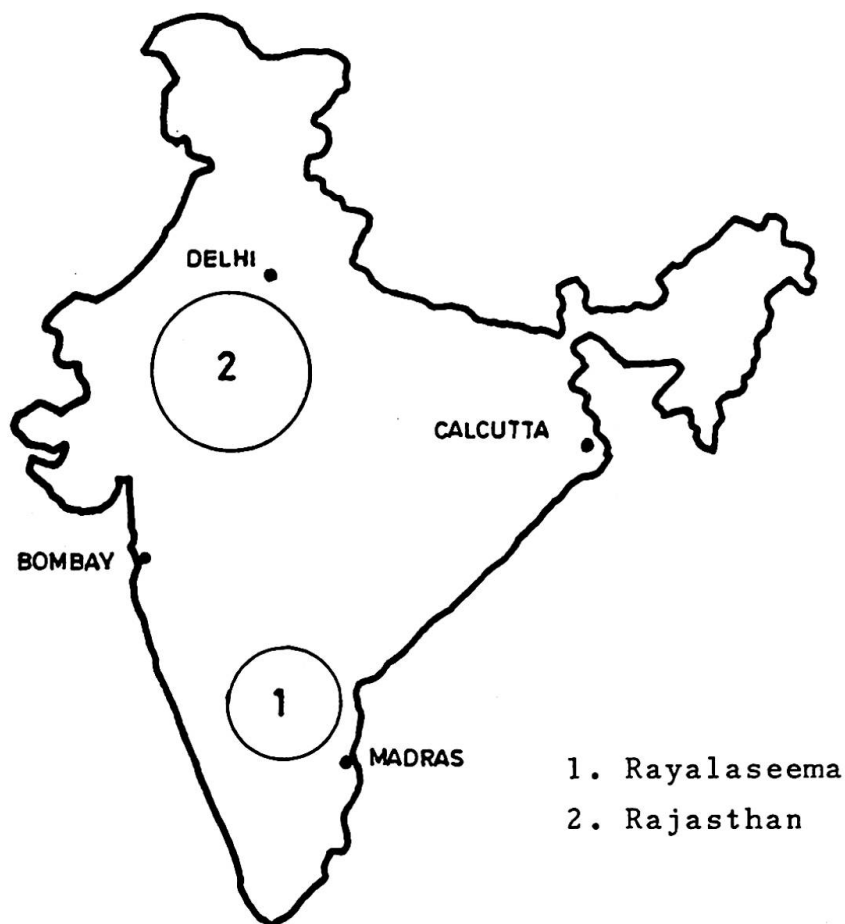 DELHI
2
CALCUTTA
BOMBAY
1
MADRAS
1. Rayalaseema
2. Rajasthan